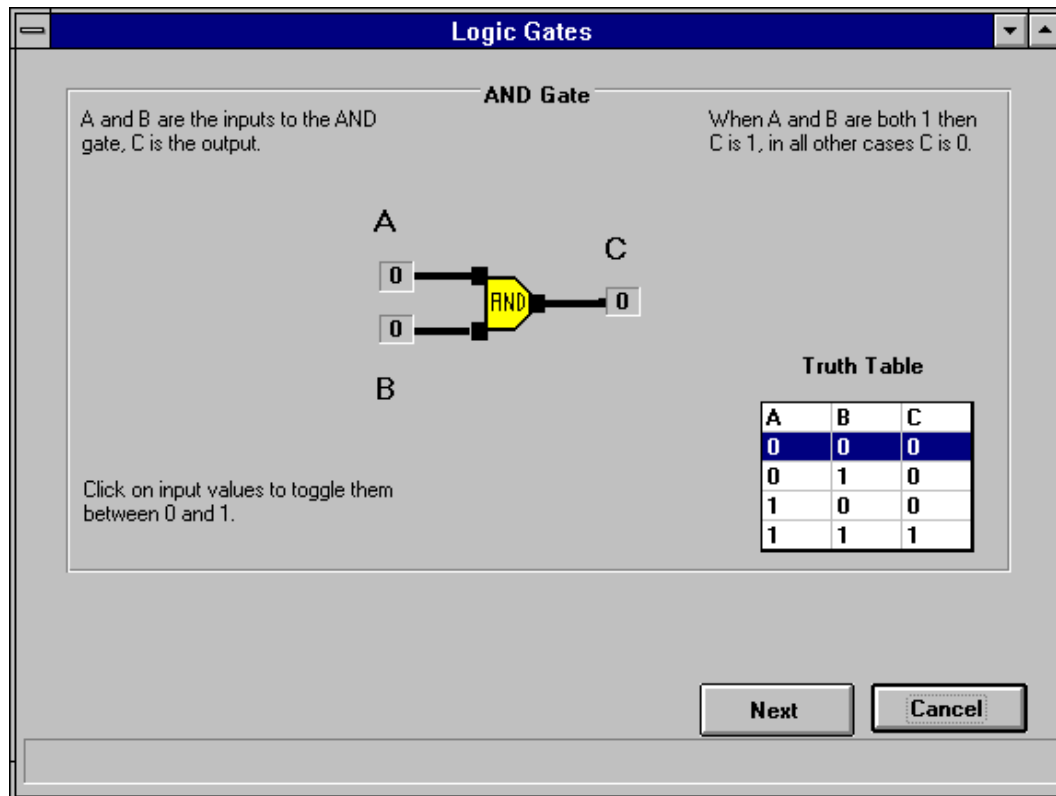 Logic Gates
AND Gate
A and B are the inputs to the AND
gate, C is the output.
When A and B are both 1 then
C is 1, in all other cases C is 0.
A
C
0
AND
0
0
B
Truth Table
A B C
0 0 0
0 1 0
1 0 0
1 1 1
Click on input values to toggle them
between 0 and 1.
Next
Cancel